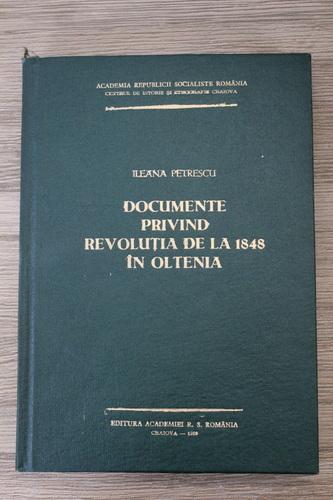 ACADEMIA REPUBLICII SOCIALISTE ROMÂNIA
CENTRUL DE ISTORIE ȘI ETNOGRAFIE CRAIOVA
ILEANA PETRESCU
DOCUMENTE
PRIVIND
REVOLUȚIA DE LA 1848
ÎN OLTENIA
EDITURA ACADEMIEI R. S. ROMÂNIA
CRAIOVA — 1969